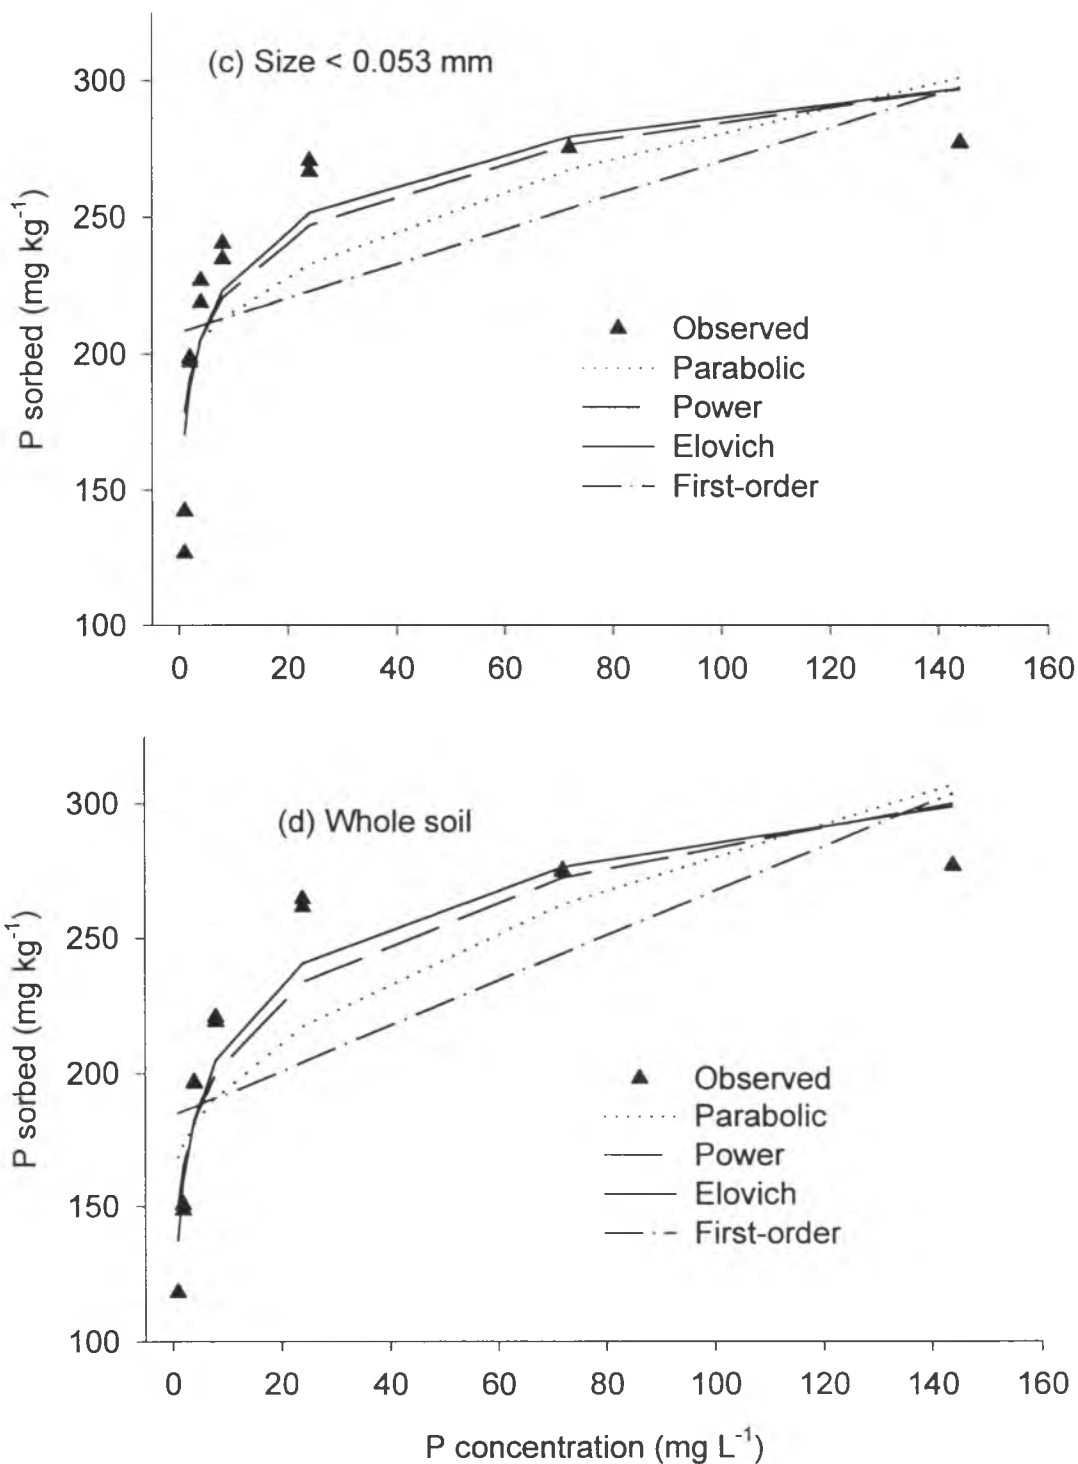 (c) Size < 0.053 mm
300
250
200
150
100
P sorbed (mg kg⁻¹)
Observed
Parabolic
Power
Elovich
First-order
0 20 40 60 80 100 120 140 160
(d) Whole soil
300
250
200
150
100
P sorbed (mg kg⁻¹)
Observed
Parabolic
Power
Elovich
First-order
0 20 40 60 80 100 120 140 160
P concentration (mg L⁻¹)